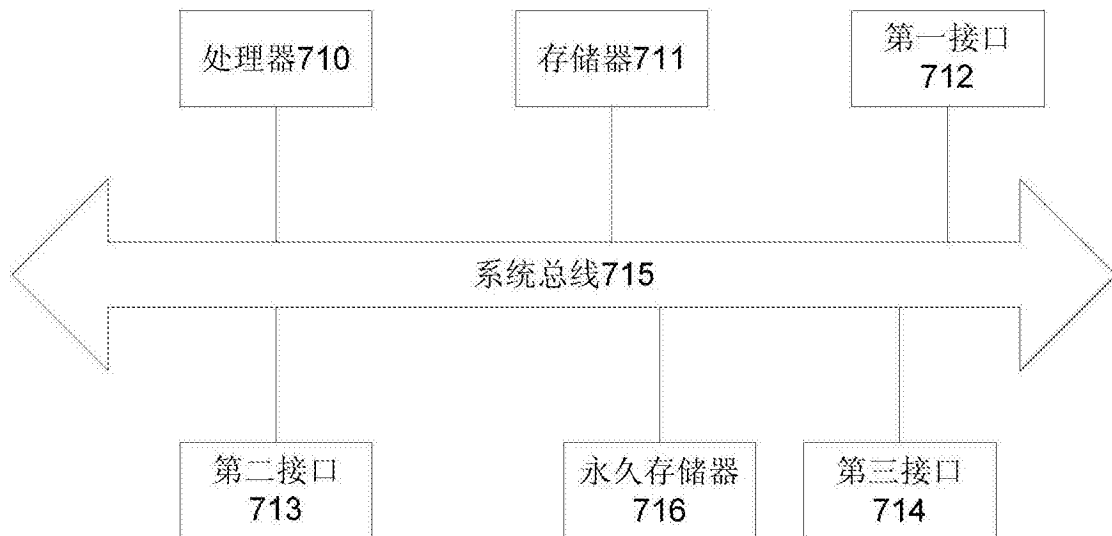 处理器710
存储器711
第一接口
712
系统总线715
第二接口
713
永久存储器
716
第三接口
714